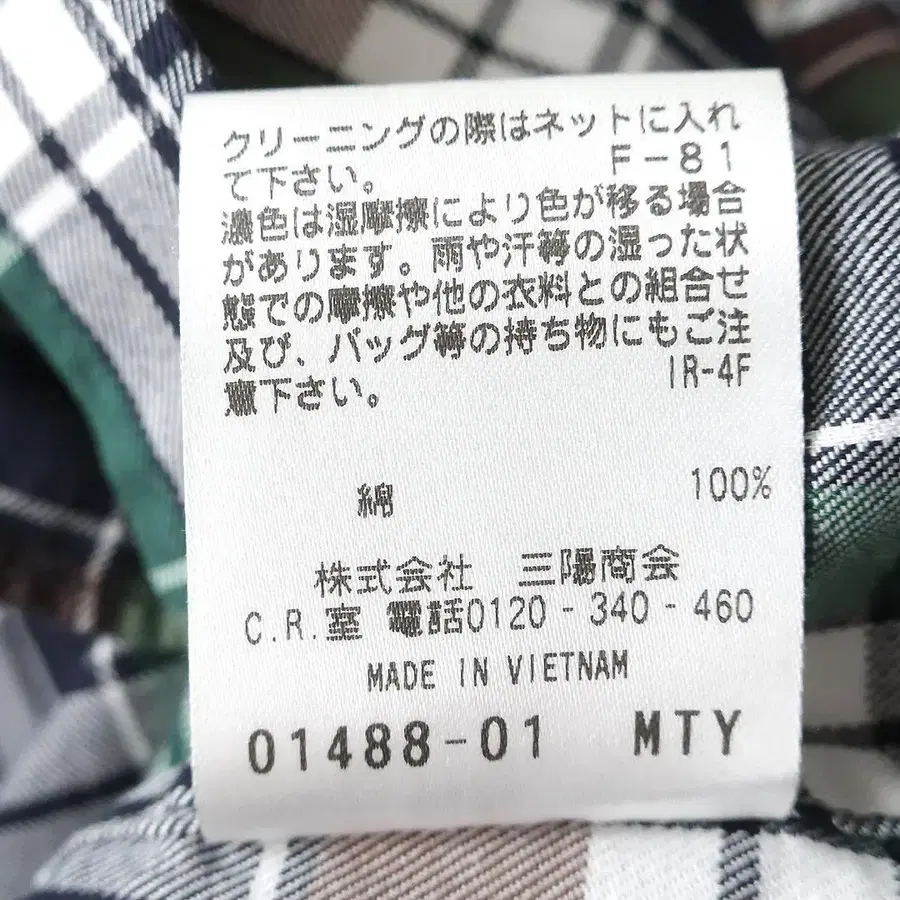 クリーニングの際はネットに入れ
て下さい。 F-81
濃色は湿摩擦により色が移る場合
があります。雨や汗等の湿った状
態での摩擦や他の衣料との組合せ
及び、バッグ等の持ち物にもご注
意下さい。 IR-4F
綿 100%
株式会社 三陽商会
C.R.室 電話0120-340-460
MADE IN VIETNAM
01488-01 MTY